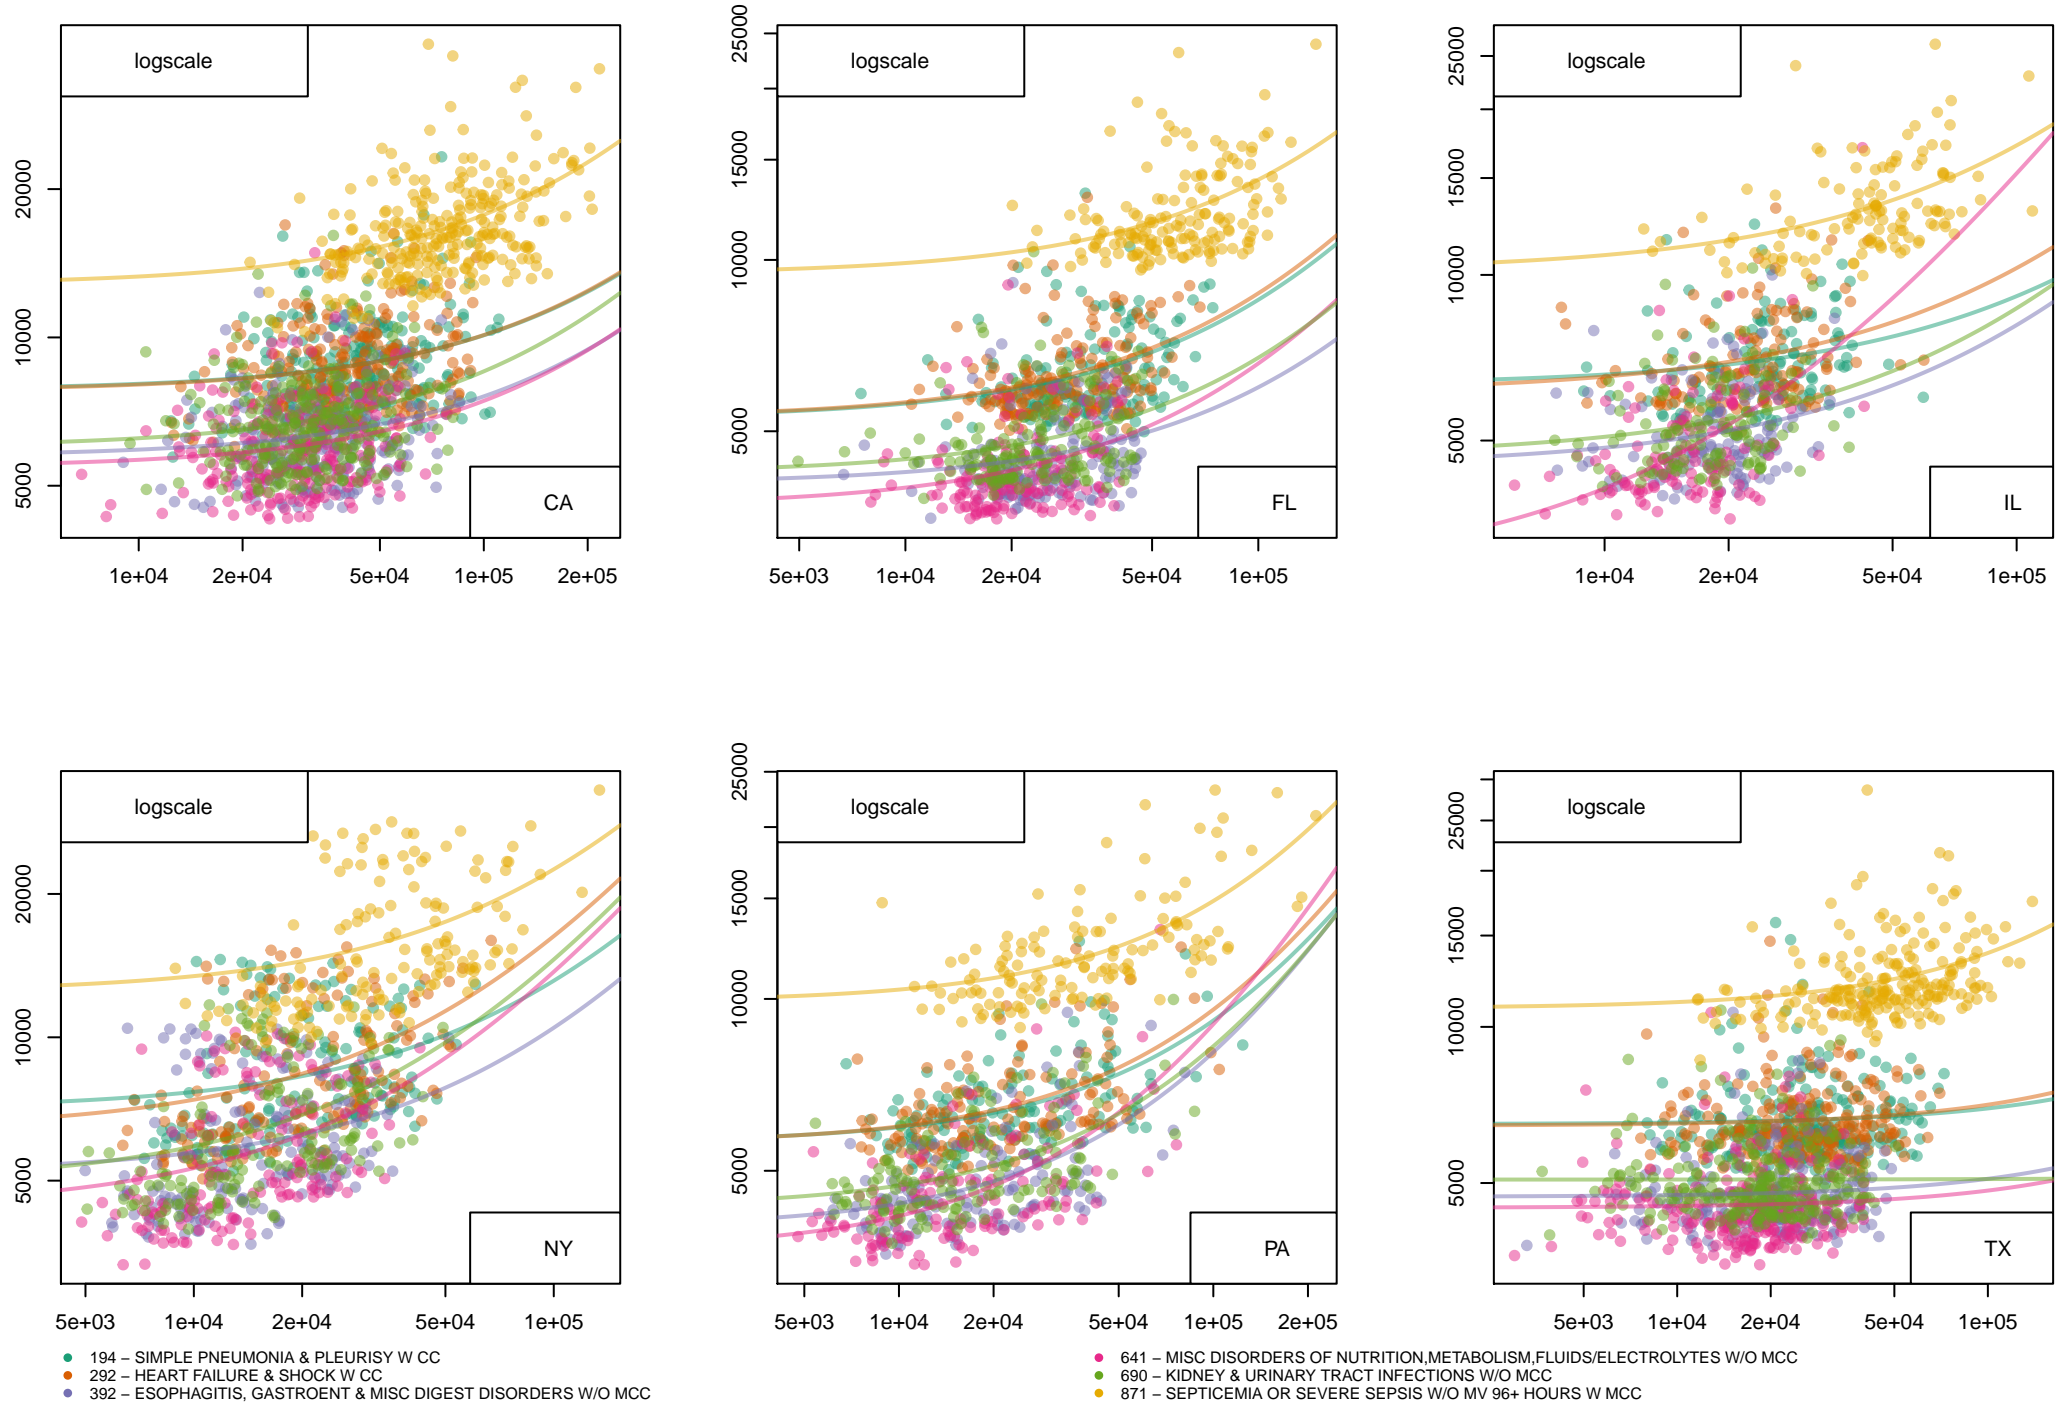 logscale
5000
10000
20000
CA
1e+04 2e+04 5e+04 1e+05 2e+05
logscale
5000
10000
15000
25000
FL
5e+03 1e+04 2e+04 5e+04 1e+05
logscale
5000
10000
15000
25000
IL
1e+04 2e+04 5e+04 1e+05
logscale
5000
10000
20000
NY
5e+03 1e+04 2e+04 5e+04 1e+05
logscale
5000
10000
15000
25000
PA
5e+03 1e+04 2e+04 5e+04 1e+05 2e+05
logscale
5000
10000
15000
25000
TX
5e+03 1e+04 2e+04 5e+04 1e+05
194 – SIMPLE PNEUMONIA & PLEURISY W CC
292 – HEART FAILURE & SHOCK W CC
392 – ESOPHAGITIS, GASTROENT & MISC DIGEST DISORDERS W/O MCC
641 – MISC DISORDERS OF NUTRITION,METABOLISM,FLUIDS/ELECTROLYTES W/O MCC
690 – KIDNEY & URINARY TRACT INFECTIONS W/O MCC
871 – SEPTICEMIA OR SEVERE SEPSIS W/O MV 96+ HOURS W MCC